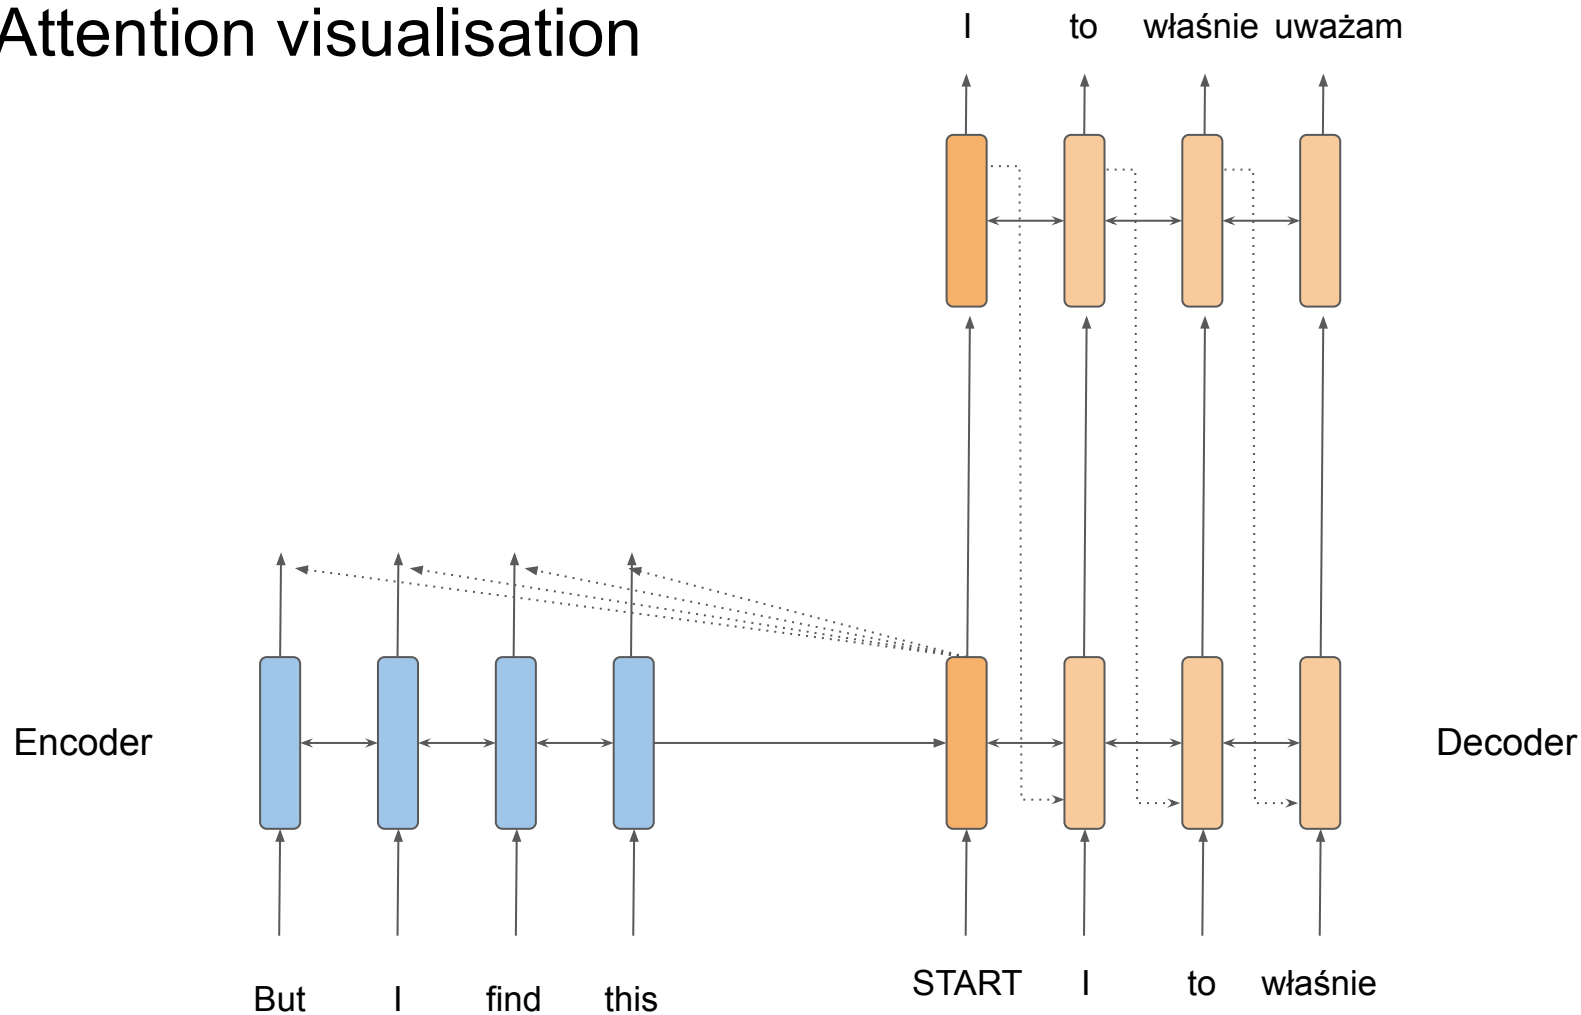 Attention visualisation
I to właśnie uważam
Encoder
Decoder
START I to właśnie
But I find this